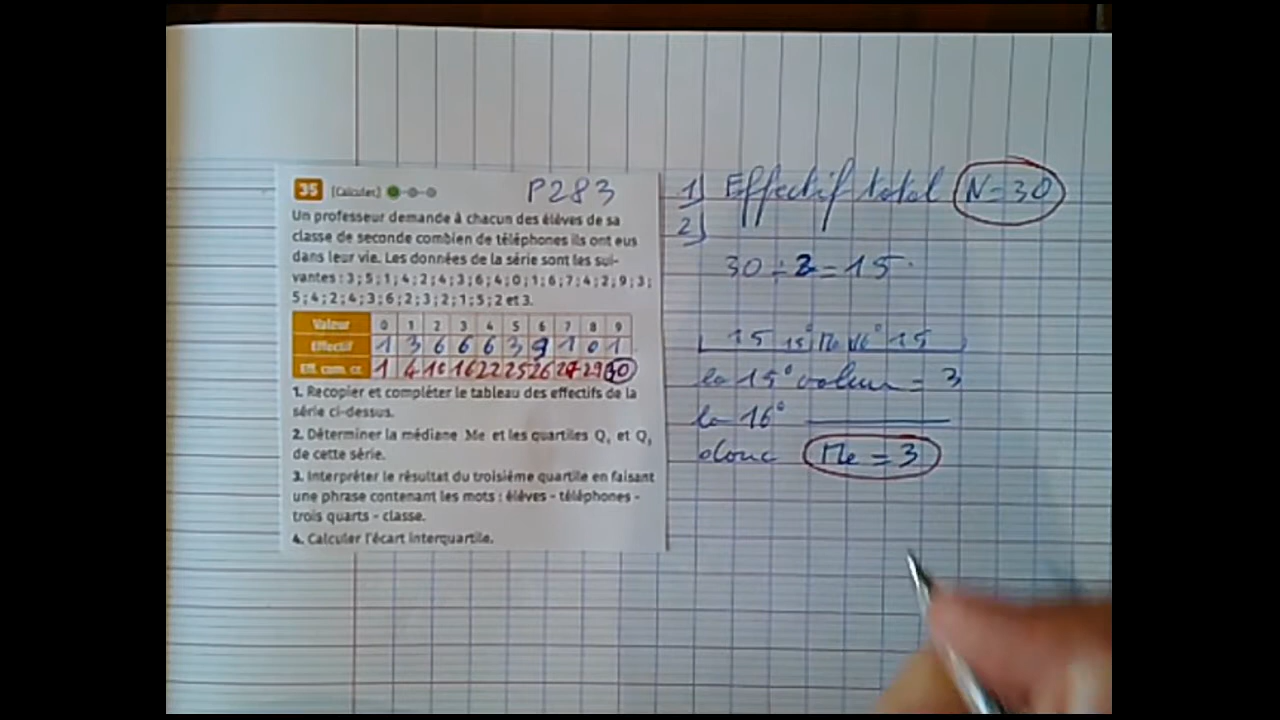 35 [Calculer] P283
Un professeur demande à chacun des élèves de sa
classe de seconde combien de téléphones ils ont eus
dans leur vie. Les données de la série sont les sui-
vantes : 3 ; 5 ; 1 ; 4 ; 2 ; 4 ; 3 ; 6 ; 4 ; 0 ; 1 ; 6 ; 7 ; 4 ; 2 ; 9 ; 3 ;
5 ; 4 ; 2 ; 4 ; 3 ; 6 ; 2 ; 3 ; 2 ; 1 ; 5 ; 2 et 3.
Valeur 0 1 2 3 4 5 6 7 8 9
Effectif 1 3 6 6 6 3 1 0 1
Eff. cum. cr. 1 4 10 16 22 25 26 29 30
1. Recopier et compléter le tableau des effectifs de la
série ci-dessus.
2. Déterminer la médiane Me et les quartiles Q1 et Q3
de cette série.
3. Interpréter le résultat du troisième quartile en faisant
une phrase contenant les mots : élèves - téléphones -
trois quarts - classe.
4. Calculer l'écart interquartile.
1) Effectif total N=30
2)
30 ÷ 2 = 15
15 15° Me 16° 15
la 15° valeur = 3
la 16°
donc Me = 3